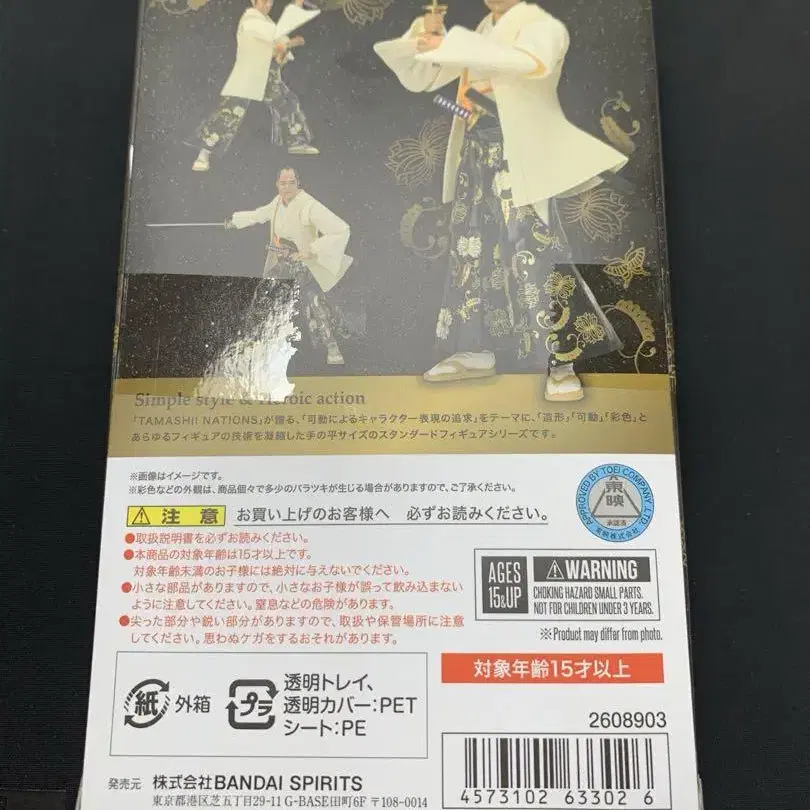 Simple style & Heroic action
「TAMASHII NATIONS」が贈る、「可動によるキャラクター表現の追求」をテーマに、「造形」「可動」「彩色」と
あらゆるフィギュアの技術を凝縮した手の平サイズのスタンダードフィギュアシリーズです。
※画像はイメージです。
※彩色などの外観は、商品個々で多少のバラツキが生じる場合がありますので、ご了承ください。
APPROVED BY TOEI COMPANY, LTD.
東映
承認済
東映株式会社
注意 お買い上げのお客様へ 必ずお読みください。
●取扱説明書を必ずお読みください。
●本商品の対象年齢は15才以上です。
対象年齢未満のお子様には絶対に与えないでください。
●小さな部品がありますので、小さなお子様が誤って飲み込まない
ように注意してください。窒息などの危険があります。
●尖った部分や鋭い部分がありますので、取扱や保管場所に注意
してください。思わぬケガをするおそれがあります。
AGES
15&UP
WARNING
CHOKING HAZARD SMALL PARTS.
NOT FOR CHILDREN UNDER 3 YEARS.
※Product may differ from photo.
対象年齢15才以上
紙 外箱
プラ
透明トレイ、
透明カバー:PET
シート:PE
2608903
4573102 63302 6
発売元 株式会社BANDAI SPIRITS
東京都港区芝五丁目29-11 G-BASE田町6F 〒108-0014